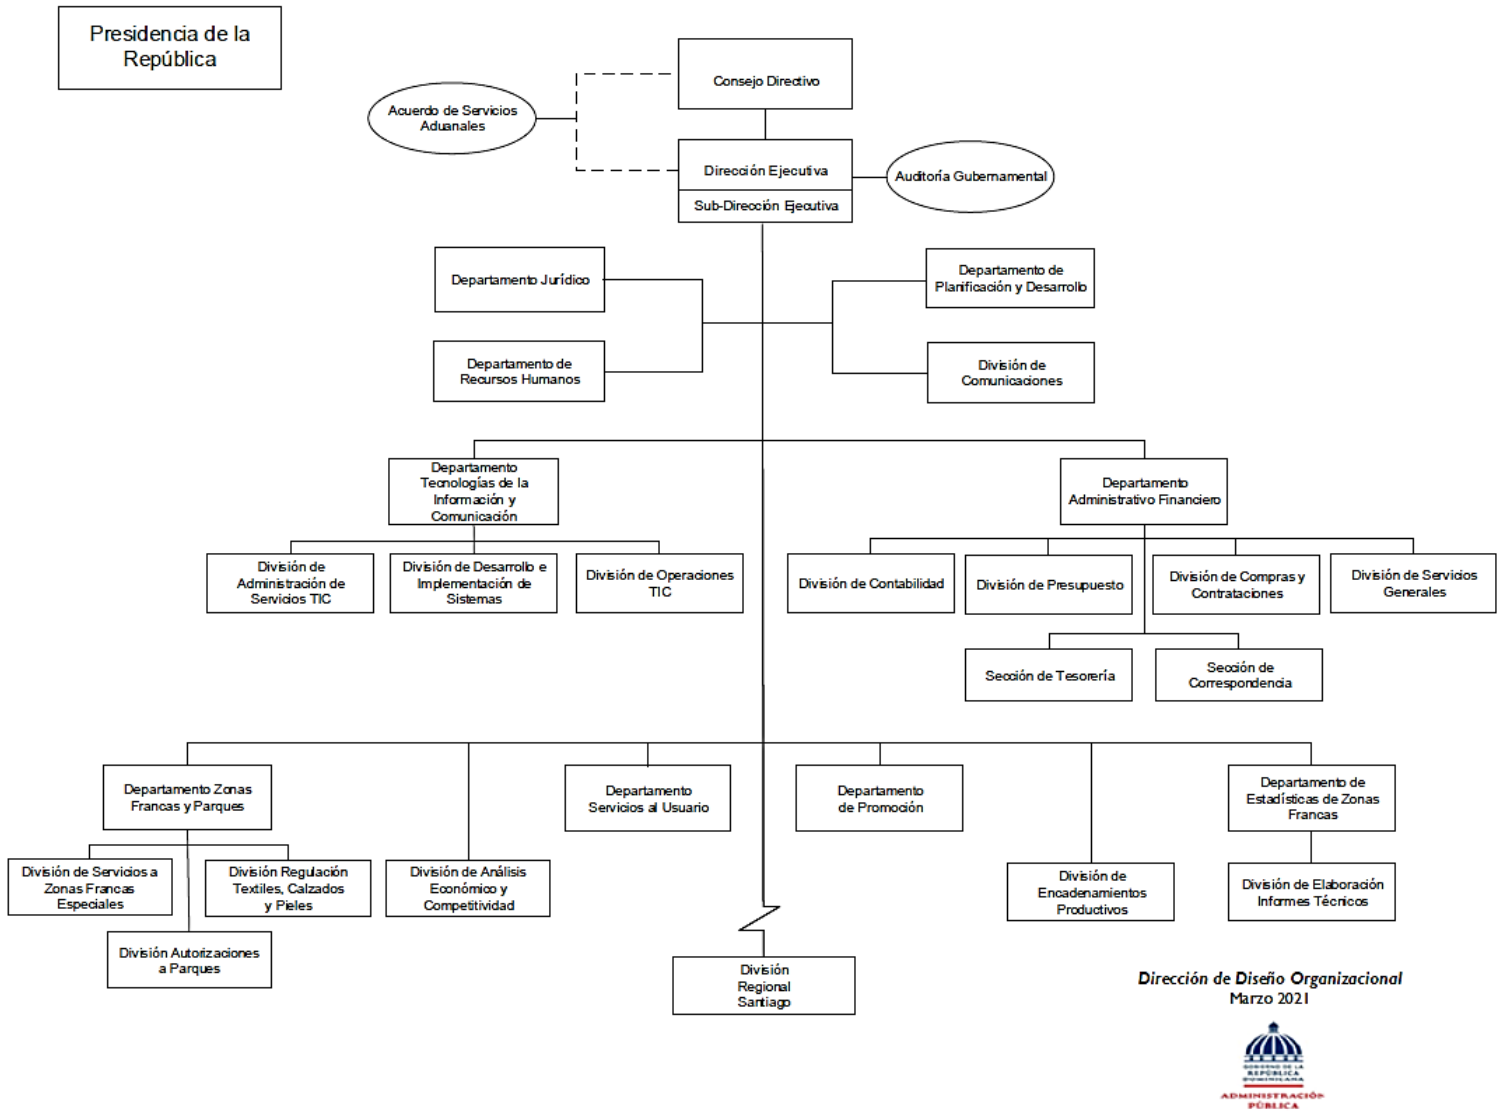 Presidencia de la
República
Consejo Directivo
Acuerdo de Servicios
Aduanales
Dirección Ejecutiva
Auditoría Gubernamental
Sub-Dirección Ejecutiva
Departamento Jurídico
Departamento de
Planificación y Desarrollo
Departamento de
Recursos Humanos
División de
Comunicaciones
Departamento
Tecnologías de la
Información y
Comunicación
Departamento
Administrativo Financiero
División de
Administración de
Servicios TIC
División de Desarrollo e
Implementación de
Sistemas
División de Operaciones
TIC
División de Contabilidad
División de Presupuesto
División de Compras y
Contrataciones
División de Servicios
Generales
Sección de Tesorería
Sección de
Correspondencia
Departamento Zonas
Francas y Parques
Departamento
Servicios al Usuario
Departamento
de Promoción
Departamento de
Estadísticas de Zonas
Francas
División de Servicios a
Zonas Francas
Especiales
División Regulación
Textiles, Calzados
y Pieles
División de Análisis
Económico y
Competitividad
División de
Encadenamientos
Productivos
División de Elaboración
Informes Técnicos
División Autorizaciones
a Parques
División
Regional
Santiago
Dirección de Diseño Organizacional
Marzo 2021
GOBIERNO DE LA
REPÚBLICA
DOMINICANA
ADMINISTRACIÓN
PÚBLICA